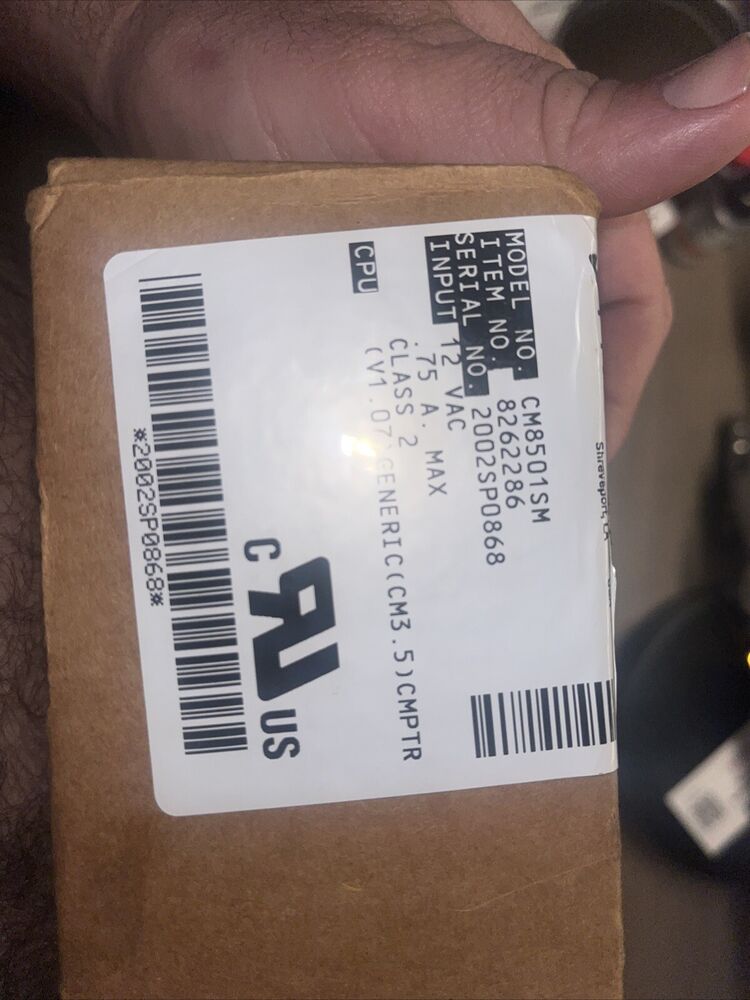 Shreveport, LA
MODEL NO. CM8501SM
ITEM NO. 8262286
SERIAL NO. 2002SP0868
INPUT 12 VAC
.75 A. MAX
CLASS 2
CPU (V1.07)GENERIC(CM3.5)CMPTR
C US
*2002SP0868*